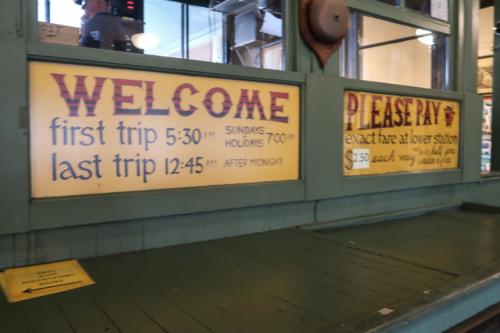 WELCOME
first trip 5:30 AM SUNDAYS HOLIDAYS 7:00 AM
last trip 12:45 AM AFTER MIDNIGHT
PLEASE PAY
exact fare at lower station
$2.50 each way